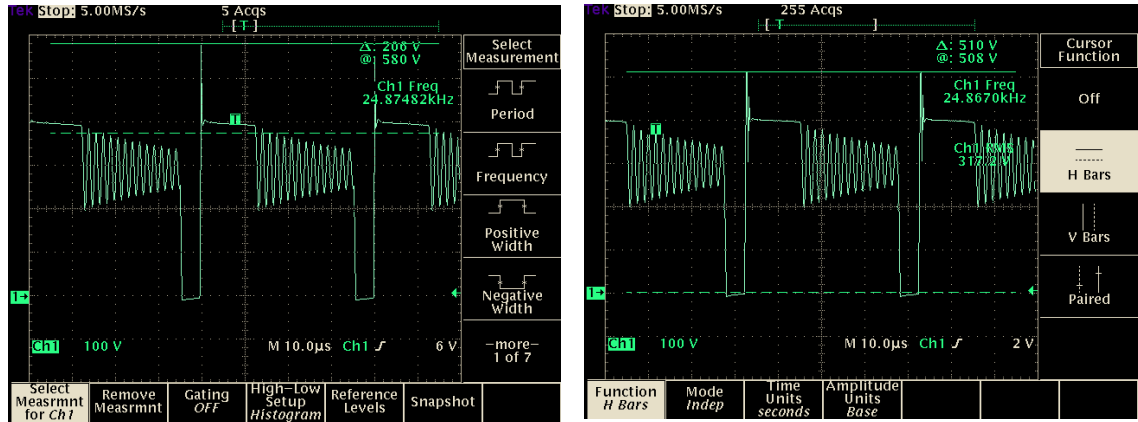 Tek Stop: 5.00MS/s 5 Acqs
[ T ]
Δ: 206 V
@: 580 V
Ch1 Freq
24.87482kHz
T
1→
Ch1 100 V M 10.0µs Ch1 6 V
Select
Measurement
Period
Frequency
Positive
Width
Negative
Width
—more—
1 of 7
Select
Measrmnt
for Ch1
Remove
Measrmnt
Gating
OFF
High—Low
Setup
Histogram
Reference
Levels
Snapshot
Tek Stop: 5.00MS/s 255 Acqs
[ T ]
Δ: 510 V
@: 508 V
Ch1 Freq
24.8670kHz
Ch1 RMS
317.2 V
T
1→
Ch1 100 V M 10.0µs Ch1 2 V
Cursor
Function
Off
H Bars
V Bars
Paired
Function
H Bars
Mode
Indep
Time
Units
seconds
Amplitude
Units
Base